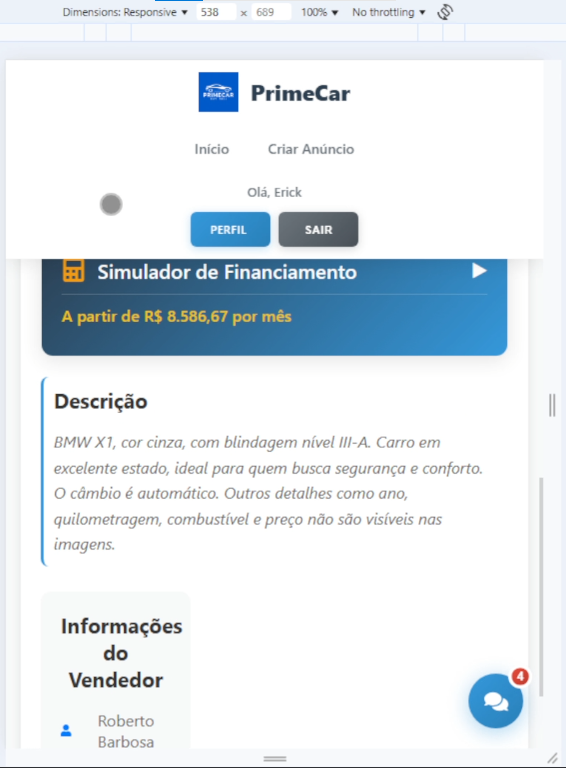 Dimensions: Responsive ▼ 538 × 689 100% ▼ No throttling ▼
PRIMECAR PrimeCar
Início Criar Anúncio
Olá, Erick
PERFIL SAIR
Simulador de Financiamento ▶
A partir de R$ 8.586,67 por mês
Descrição
BMW X1, cor cinza, com blindagem nível III-A. Carro em
excelente estado, ideal para quem busca segurança e conforto.
O câmbio é automático. Outros detalhes como ano,
quilometragem, combustível e preço não são visíveis nas
imagens.
Informações
do
Vendedor
4
Roberto
Barbosa